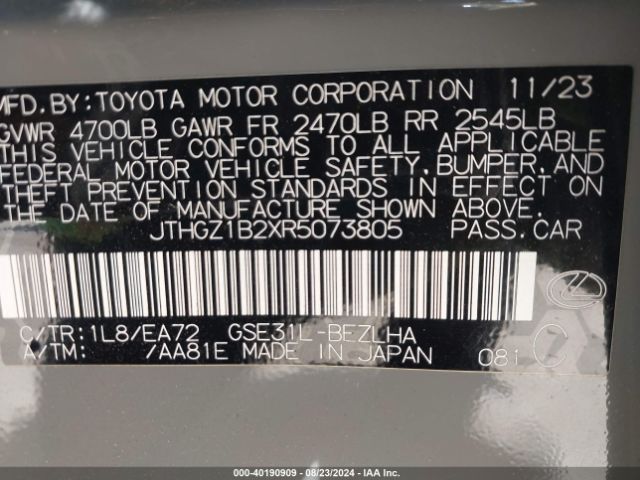 MFD. BY: TOYOTA MOTOR CORPORATION 11/23
GVWR 4700LB GAWR FR 2470LB RR 2545LB
THIS VEHICLE CONFORMS TO ALL APPLICABLE
FEDERAL MOTOR VEHICLE SAFETY, BUMPER, AND
THEFT PREVENTION STANDARDS IN EFFECT ON
THE DATE OF MANUFACTURE SHOWN ABOVE.
JTHGZ1B2XR5073805 PASS. CAR
C/TR: 1L8/EA72 GSE31L-BEZLHA
A/TM: /AA81E MADE IN JAPAN 081
000-40190909 - 08/23/2024 - IAA Inc.